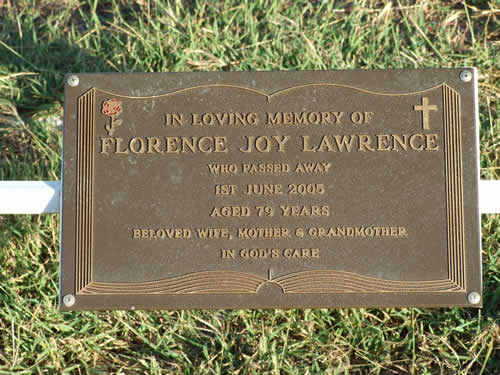 IN LOVING MEMORY OF
FLORENCE JOY LAWRENCE
WHO PASSED AWAY
1ST JUNE 2005
AGED 79 YEARS
BELOVED WIFE, MOTHER & GRANDMOTHER
IN GOD'S CARE